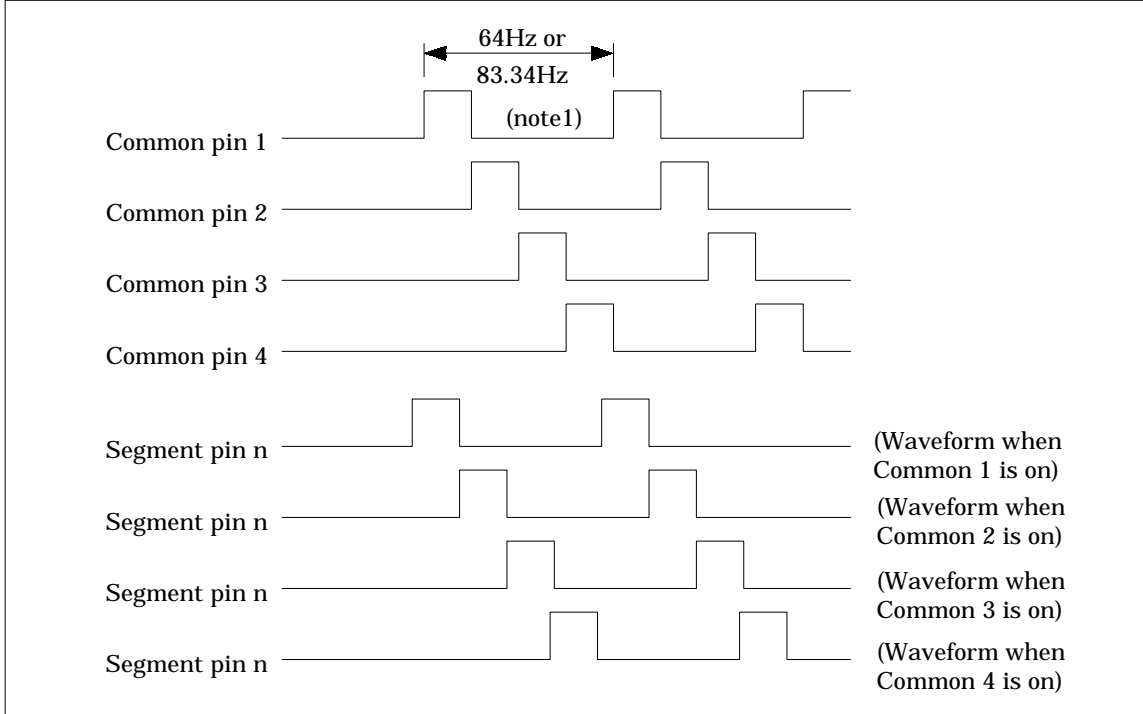 64Hz or
83.34Hz
(note1)
Common pin 1
Common pin 2
Common pin 3
Common pin 4
Segment pin n
(Waveform when
Common 1 is on)
Segment pin n
(Waveform when
Common 2 is on)
Segment pin n
(Waveform when
Common 3 is on)
Segment pin n
(Waveform when
Common 4 is on)